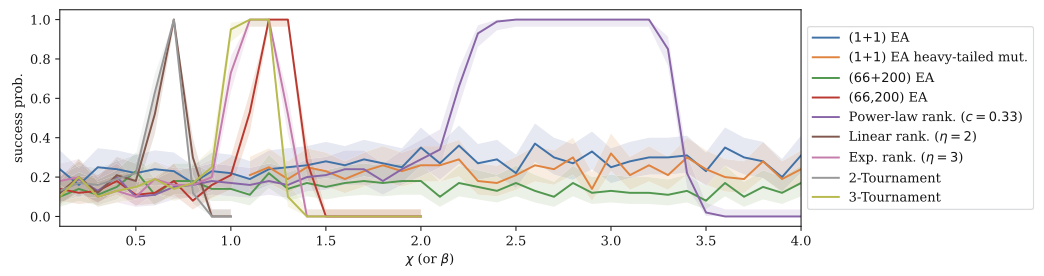 success prob.
1.0
0.8
0.6
0.4
0.2
0.0
0.5
1.0
1.5
2.0
2.5
3.0
3.5
4.0
χ (or β)
(1+1) EA
(1+1) EA heavy-tailed mut.
(66+200) EA
(66,200) EA
Power-law rank. (c = 0.33)
Linear rank. (η = 2)
Exp. rank. (η = 3)
2-Tournament
3-Tournament